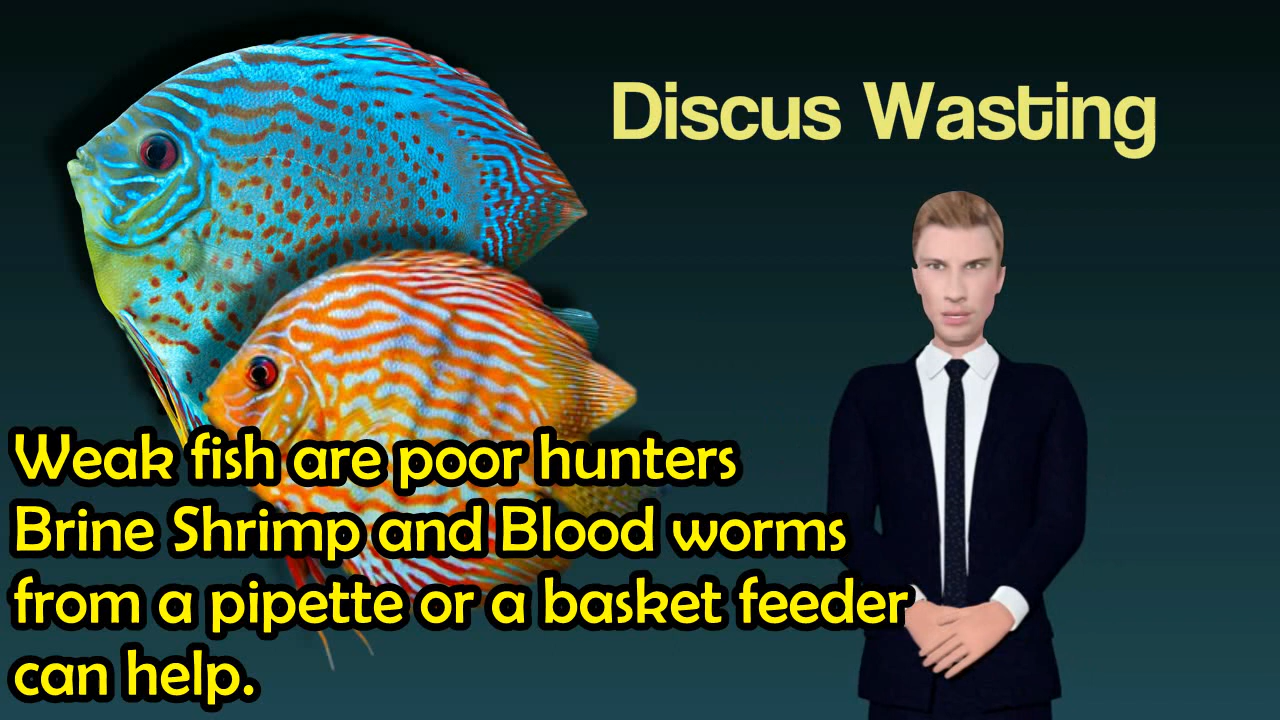 Discus Wasting
Weak fish are poor hunters
Brine Shrimp and Blood worms
from a pipette or a basket feeder
can help.